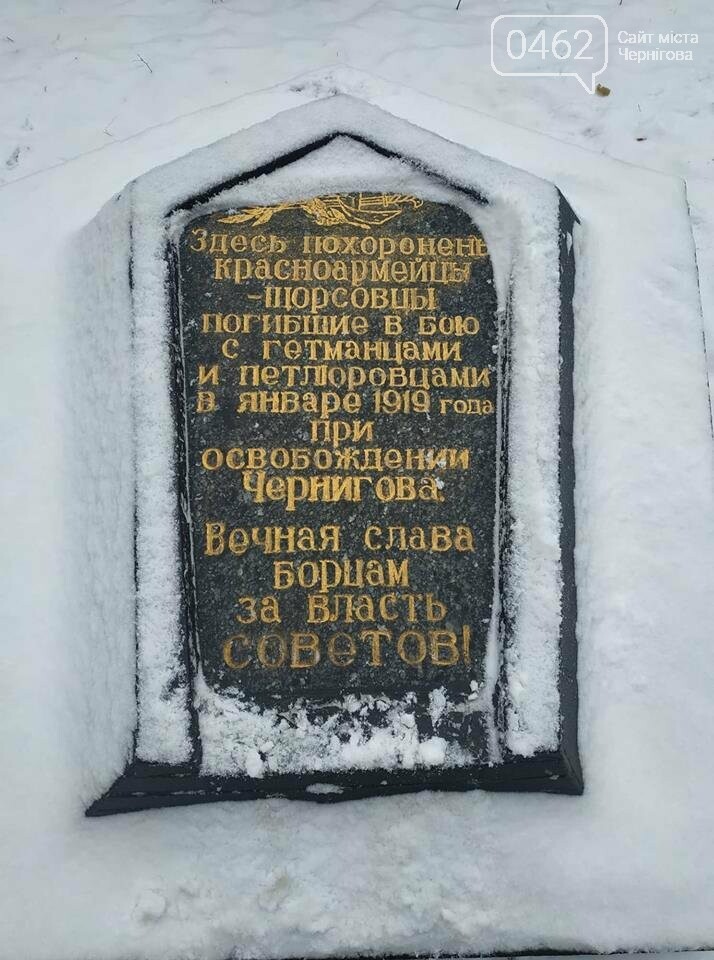 0462
Сайт міста
Чернігова
Здесь похоронены
красноармейцы
-щорсовцы
погибшие в бою
с гетманцами
и петлюровцами
в январе 1919 года
при
освобождении
Чернигова.
Вечная слава
борцам
за власть
советов!